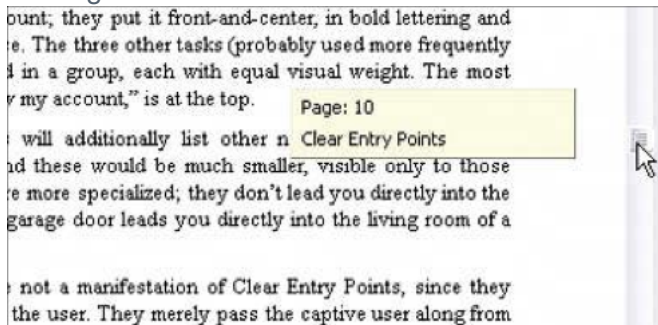 ount; they put it front-and-center, in bold lettering and
e. The three other tasks (probably used more frequently
in a group, each with equal visual weight. The most
my account,” is at the top.
Page: 10
will additionally list other n
Clear Entry Points
nd these would be much smaller, visible only to those
re more specialized; they don’t lead you directly into the
garage door leads you directly into the living room of a
not a manifestation of Clear Entry Points, since they
the user. They merely pass the captive user along from